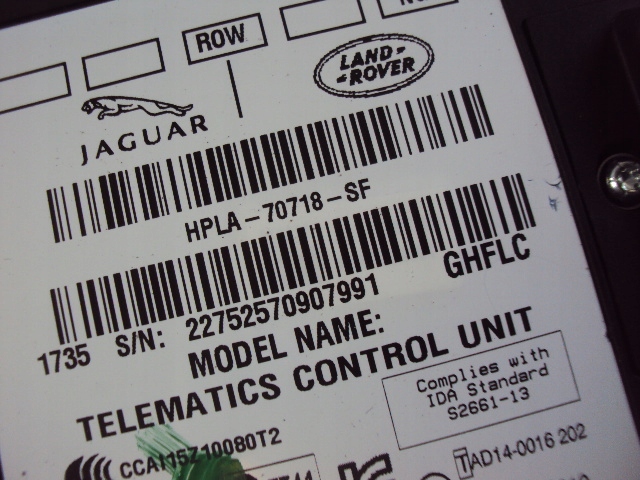 ROW
LAND
ROVER
JAGUAR
HPLA-70718-SF
1735 S/N: 22752570907991 GHFLC
MODEL NAME:
TELEMATICS CONTROL UNIT
Complies with
IDA Standard
S2661-13
CCAI15Z10080T2
TAD14-0016 202